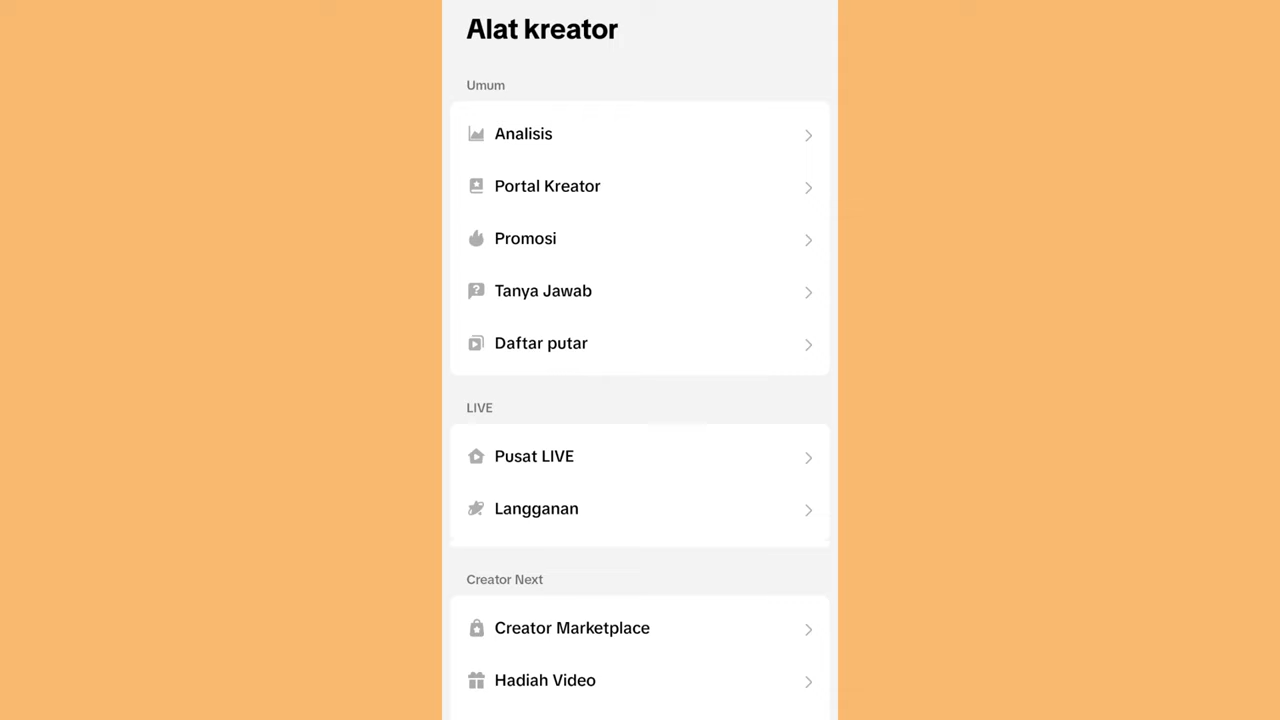 Alat kreator
Umum
Analisis
Portal Kreator
Promosi
Tanya Jawab
Daftar putar
LIVE
Pusat LIVE
Langganan
Creator Next
Creator Marketplace
Hadiah Video